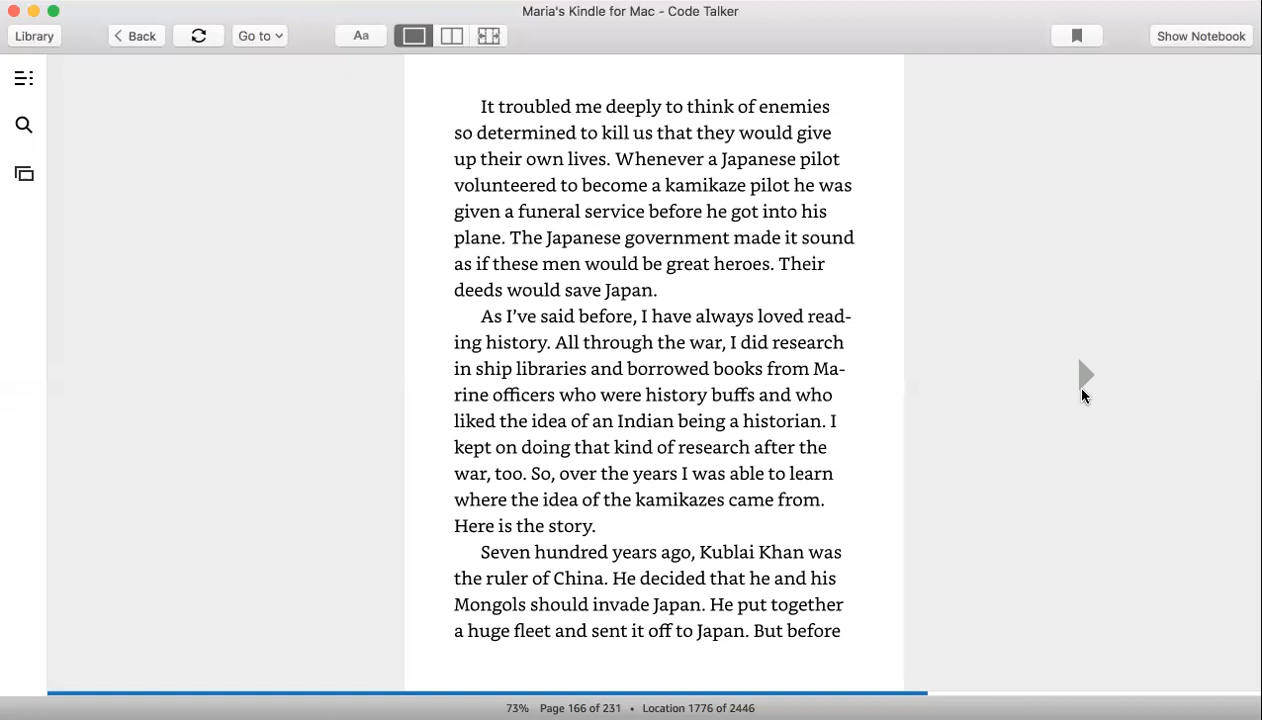 Maria's Kindle for Mac - Code Talker
Library
Back
Go to
Aa
Show Notebook
It troubled me deeply to think of enemies
so determined to kill us that they would give
up their own lives. Whenever a Japanese pilot
volunteered to become a kamikaze pilot he was
given a funeral service before he got into his
plane. The Japanese government made it sound
as if these men would be great heroes. Their
deeds would save Japan.
As I've said before, I have always loved read-
ing history. All through the war, I did research
in ship libraries and borrowed books from Ma-
rine officers who were history buffs and who
liked the idea of an Indian being a historian. I
kept on doing that kind of research after the
war, too. So, over the years I was able to learn
where the idea of the kamikazes came from.
Here is the story.
Seven hundred years ago, Kublai Khan was
the ruler of China. He decided that he and his
Mongols should invade Japan. He put together
a huge fleet and sent it off to Japan. But before
73% Page 166 of 231 • Location 1776 of 2446